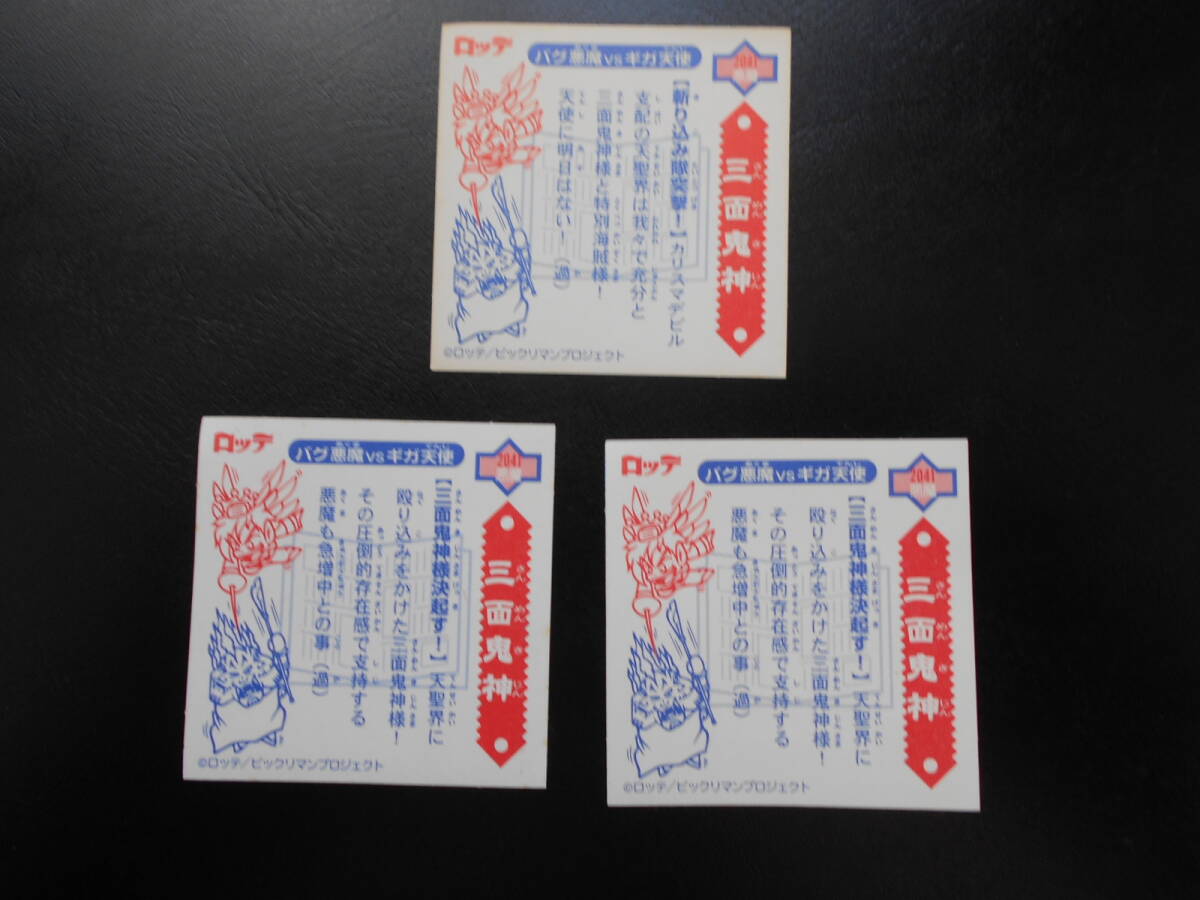 ロッテ
バグ悪魔vsギガ天使
2041
三面鬼神
【斬り込み隊突撃！】カリスマデビル
支配の天聖界は我々で充分と
三面鬼神様と特別海賊様！
天使に明日はない！（過）
©ロッテ/ビックリマンプロジェクト
ロッテ
バグ悪魔vsギガ天使
2041
三面鬼神
【三面鬼神様決起す！】天聖界に
殴り込みをかけた三面鬼神様！
その圧倒的存在感で支持する
悪魔も急増中との事（過）
©ロッテ/ビックリマンプロジェクト
ロッテ
バグ悪魔vsギガ天使
2041
三面鬼神
【三面鬼神様決起す！】天聖界に
殴り込みをかけた三面鬼神様！
その圧倒的存在感で支持する
悪魔も急増中との事（過）
©ロッテ/ビックリマンプロジェクト